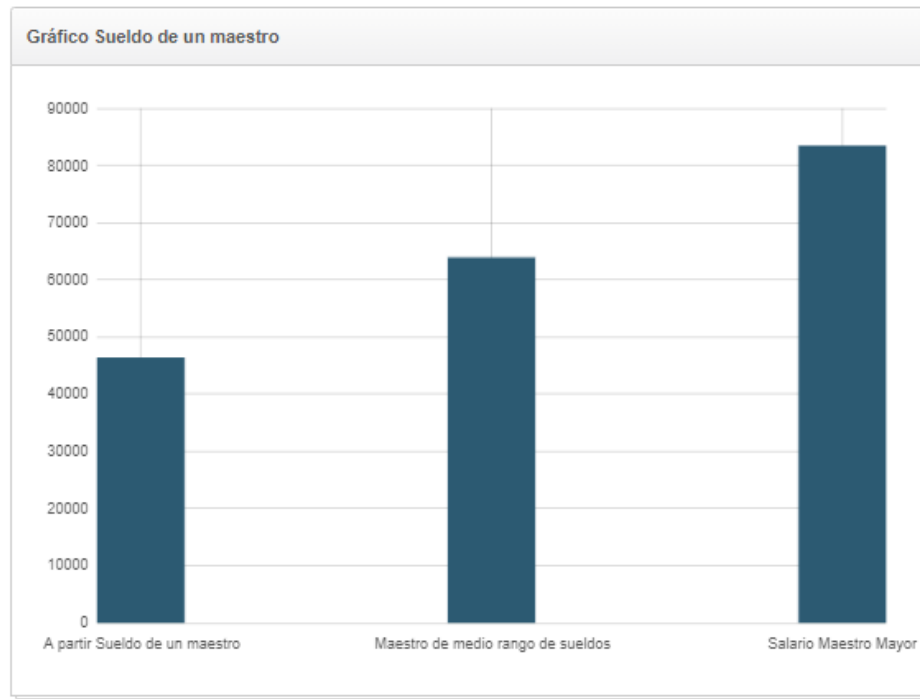 Gráfico Sueldo de un maestro
90000
80000
70000
60000
50000
40000
30000
20000
10000
0
A partir Sueldo de un maestro
Maestro de medio rango de sueldos
Salario Maestro Mayor